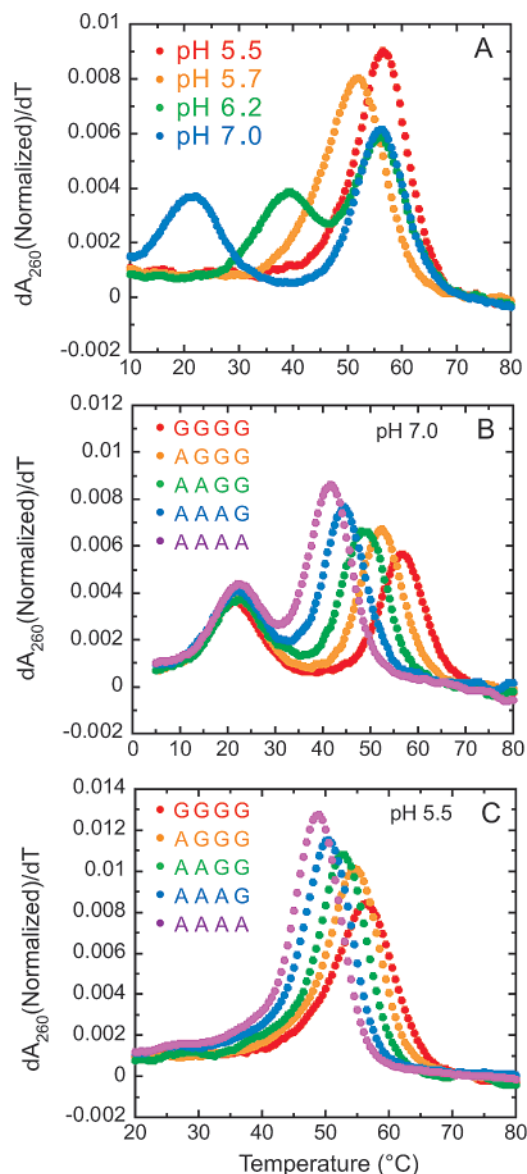 A
pH 5.5
pH 5.7
pH 6.2
pH 7.0
0.01
0.008
0.006
0.004
0.002
0
-0.002
dA260(Normalized)/dT
10 20 30 40 50 60 70 80
B
pH 7.0
GGGG
AGGG
AAGG
AAAG
AAAA
0.012
0.01
0.008
0.006
0.004
0.002
0
-0.002
dA260(Normalized)/dT
0 10 20 30 40 50 60 70 80
C
pH 5.5
GGGG
AGGG
AAGG
AAAG
AAAA
0.014
0.012
0.01
0.008
0.006
0.004
0.002
0
-0.002
dA260(Normalized)/dT
20 30 40 50 60 70 80
Temperature (°C)